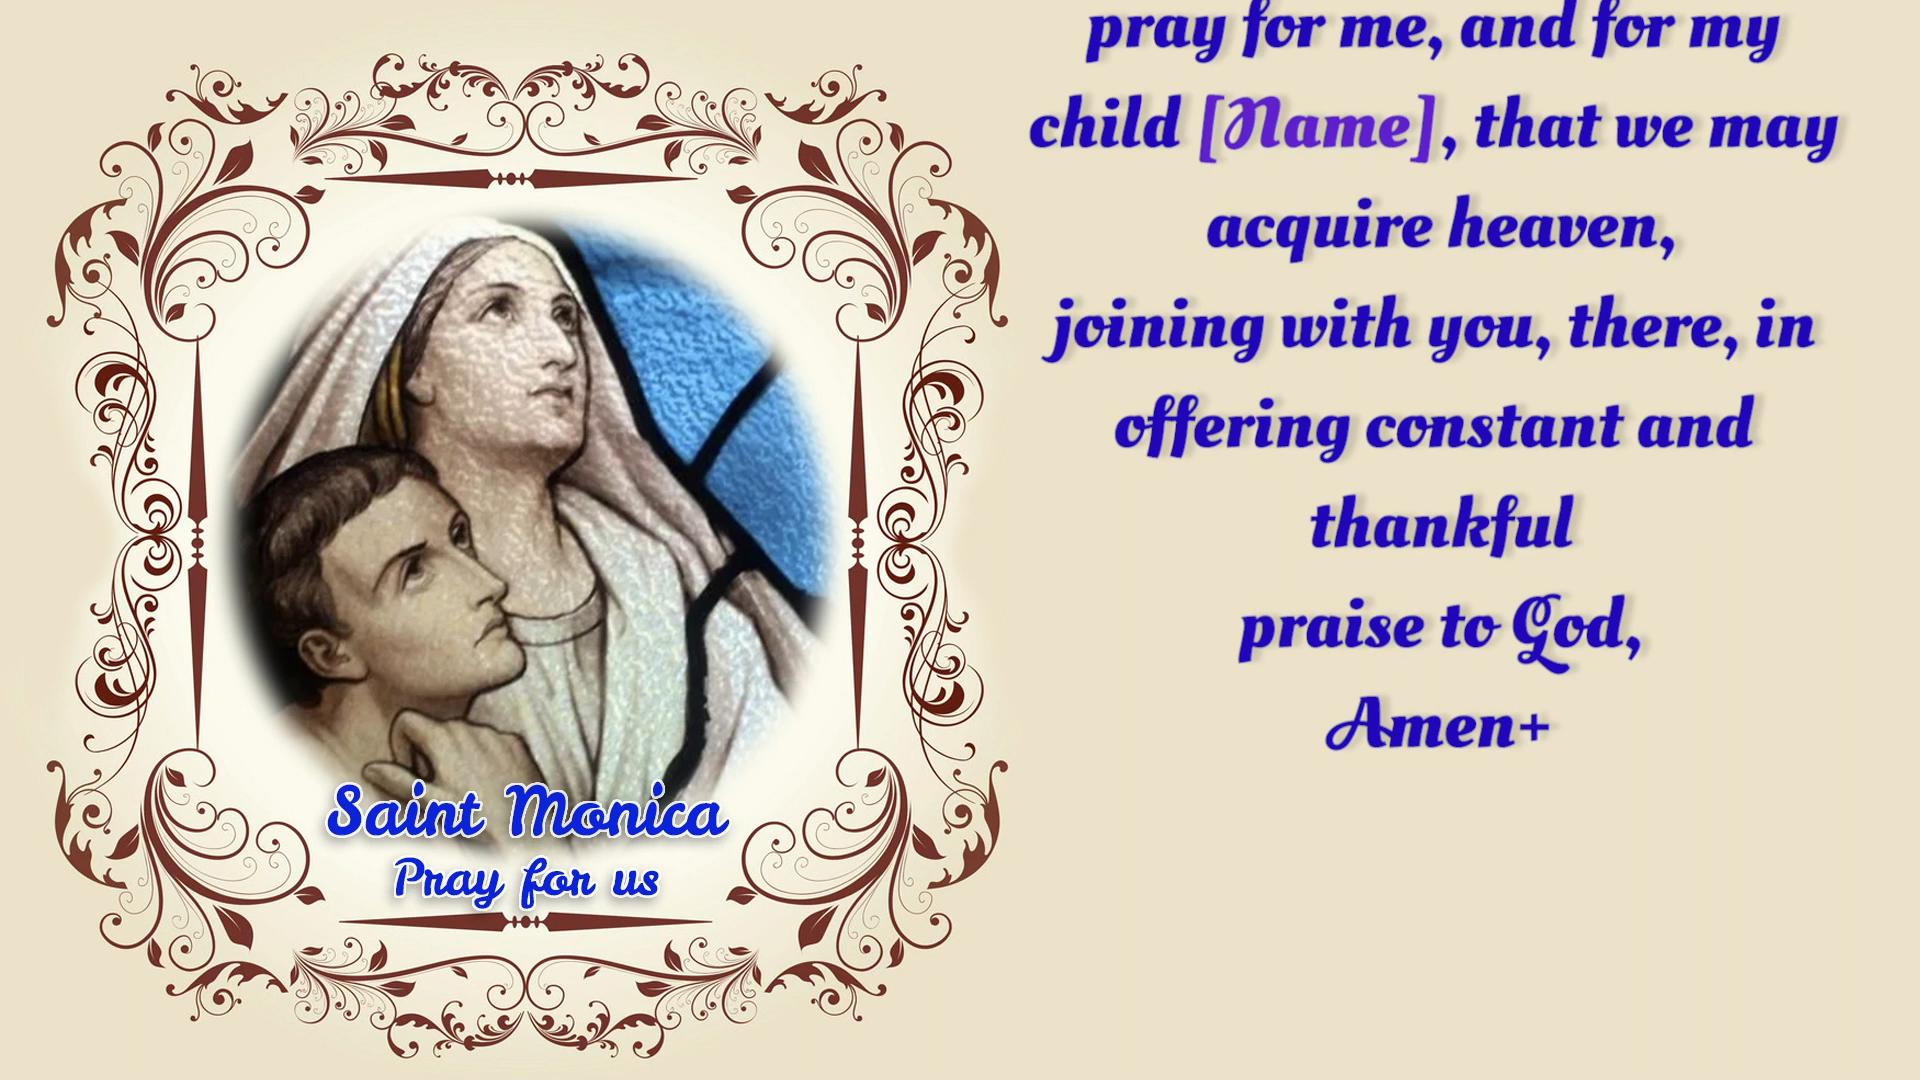 pray for me, and for my
child [Name], that we may
acquire heaven,
joining with you, there, in
offering constant and
thankful
praise to God,
Amen+
Saint Monica
Pray for us